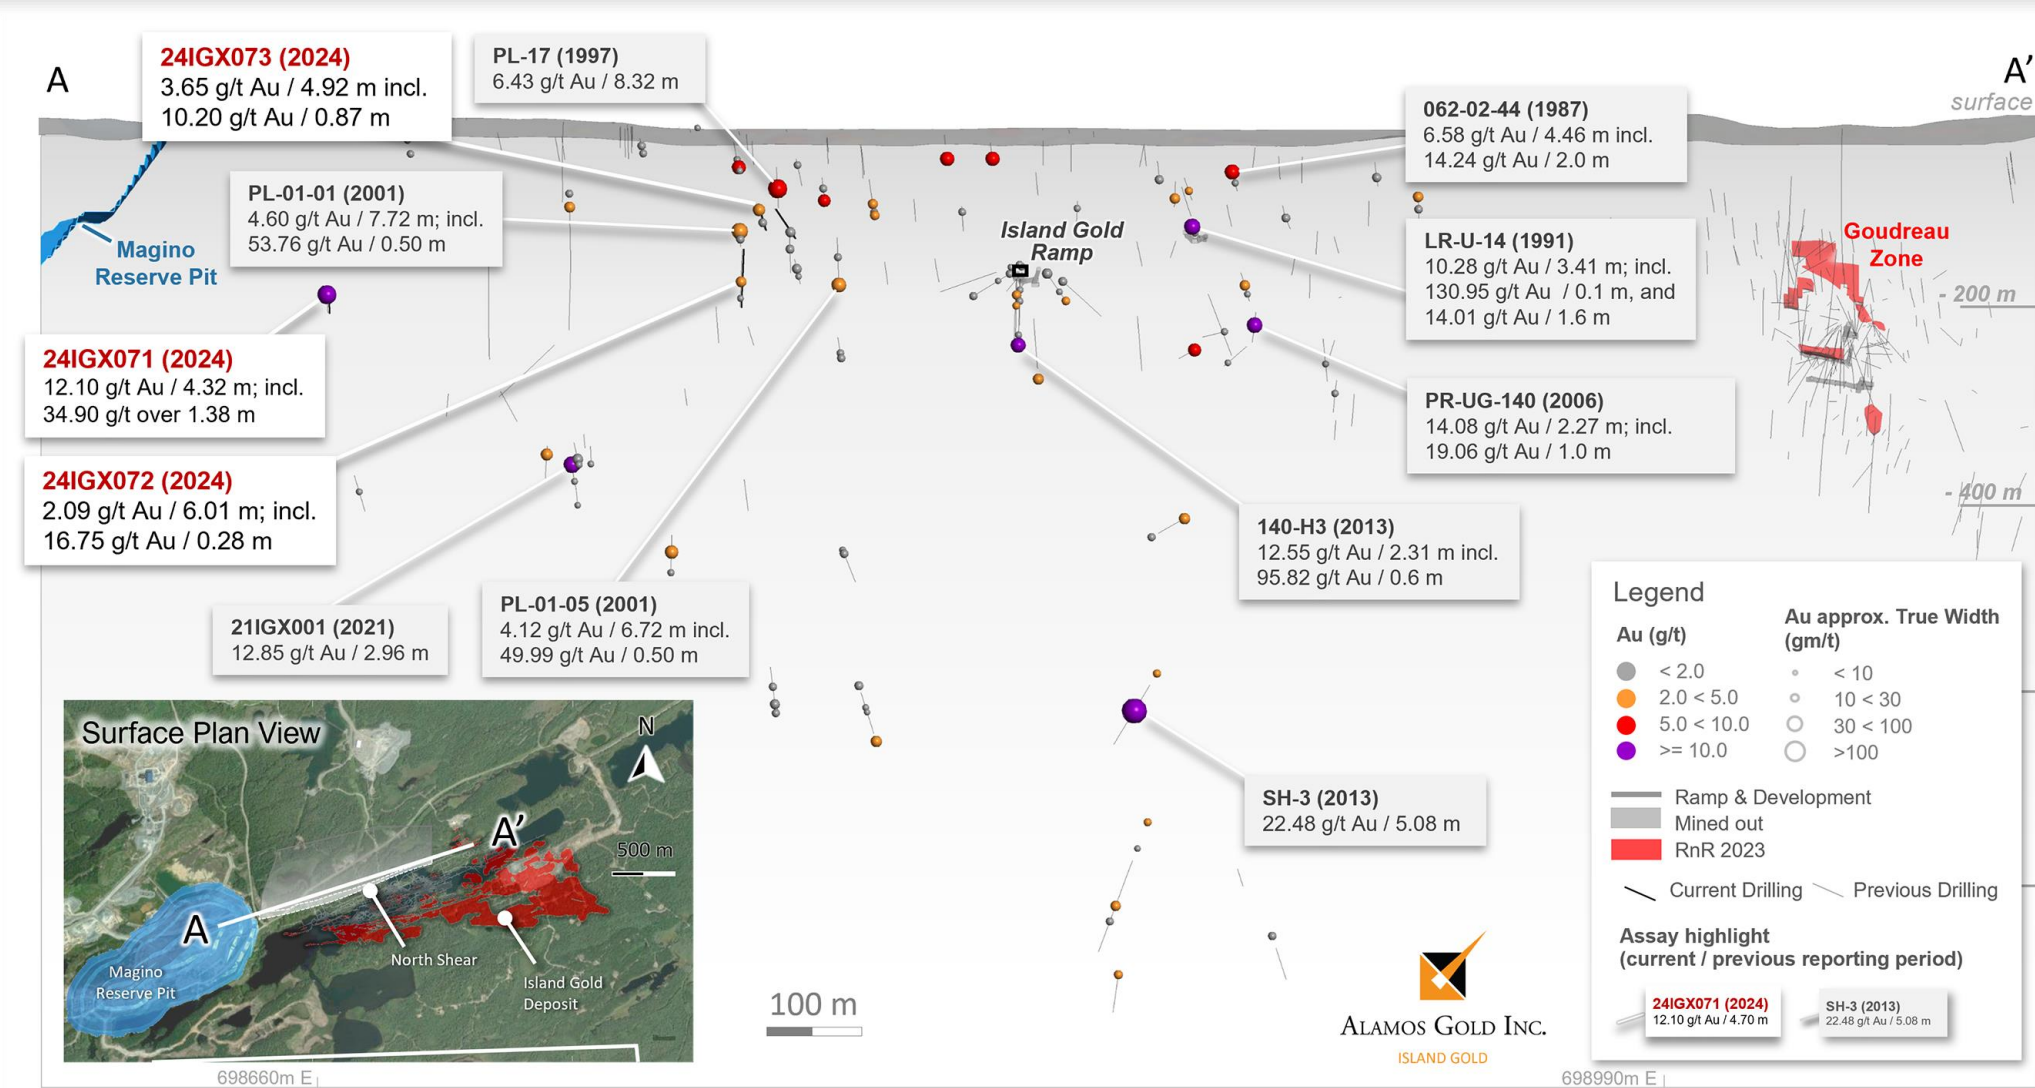 A
A’
surface
24IGX073 (2024)
3.65 g/t Au / 4.92 m incl.
10.20 g/t Au / 0.87 m
PL-17 (1997)
6.43 g/t Au / 8.32 m
062-02-44 (1987)
6.58 g/t Au / 4.46 m incl.
14.24 g/t Au / 2.0 m
PL-01-01 (2001)
4.60 g/t Au / 7.72 m; incl.
53.76 g/t Au / 0.50 m
Magino
Reserve Pit
Island Gold
Ramp
LR-U-14 (1991)
10.28 g/t Au / 3.41 m; incl.
130.95 g/t Au / 0.1 m, and
14.01 g/t Au / 1.6 m
Goudreau
Zone
- 200 m
24IGX071 (2024)
12.10 g/t Au / 4.32 m; incl.
34.90 g/t over 1.38 m
PR-UG-140 (2006)
14.08 g/t Au / 2.27 m; incl.
19.06 g/t Au / 1.0 m
24IGX072 (2024)
2.09 g/t Au / 6.01 m; incl.
16.75 g/t Au / 0.28 m
- 400 m
140-H3 (2013)
12.55 g/t Au / 2.31 m incl.
95.82 g/t Au / 0.6 m
21IGX001 (2021)
12.85 g/t Au / 2.96 m
PL-01-05 (2001)
4.12 g/t Au / 6.72 m incl.
49.99 g/t Au / 0.50 m
SH-3 (2013)
22.48 g/t Au / 5.08 m
Surface Plan View
N
A’
500 m
A
North Shear
Magino
Reserve Pit
Island Gold
Deposit
100 m
ALAMOS GOLD INC.
ISLAND GOLD
Legend
Au (g/t)
< 2.0
2.0 < 5.0
5.0 < 10.0
>= 10.0
Au approx. True Width
(gm/t)
< 10
10 < 30
30 < 100
>100
Ramp & Development
Mined out
RnR 2023
Current Drilling
Previous Drilling
Assay highlight
(current / previous reporting period)
24IGX071 (2024)
12.10 g/t Au / 4.70 m
SH-3 (2013)
22.48 g/t Au / 5.08 m
698660m E
698990m E